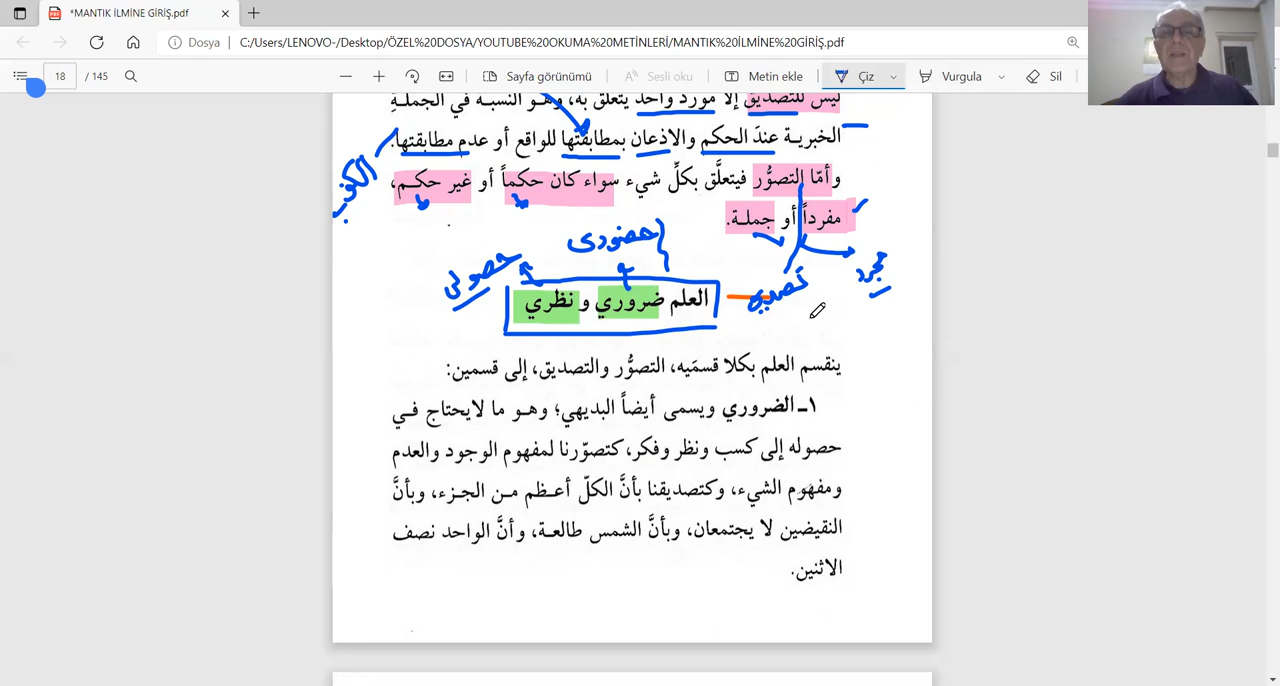 *MANTIK İLMİNE GİRİŞ.pdf
Dosya C:/Users/LENOVO-/Desktop/ÖZEL%20DOSYA/YOUTUBE%20OKUMA%20METİNLERİ/MANTIK%20İLMİNE%20GİRİŞ.pdf
18 / 145 Sayfa görünümü Sesli oku Metin ekle Çiz Vurgula Sil
ليس للتصديق إلا مورد واحد يتعلق به، وهو النسبة في الجملة
الخبرية عندَ الحكم والاذعان بمطابقتها للواقع أو عدم مطابقتها.
وأمّا التصوُّر فيتعلَّق بكلِّ شيء سواء كان حكماً أو غير حكم،
مفرداً أو جملة.
حضوری
حصولی
مجرد
العلم ضروري و نظري
ينقسم العلم بكلا قسمَيه، التصوُّر والتصديق، إلى قسمين:
١ـ الضروري ويسمى أيضاً البديهي؛ وهو ما لايحتاج في
حصوله إلى كسب ونظر وفكر، كتصوّرنا لمفهوم الوجود والعدم
ومفهوم الشيء، وكتصديقنا بأنَّ الكلّ أعظم من الجزء، وبأنَّ
النقيضين لا يجتمعان، وبأنَّ الشمس طالعة، وأنَّ الواحد نصف
الاثنين.